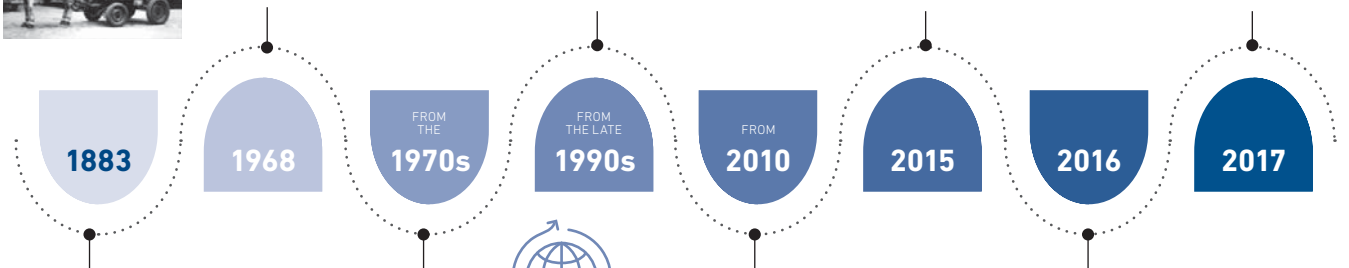 1883
1968
FROM
THE
1970s
FROM
THE LATE
1990s
FROM
2010
2015
2016
2017